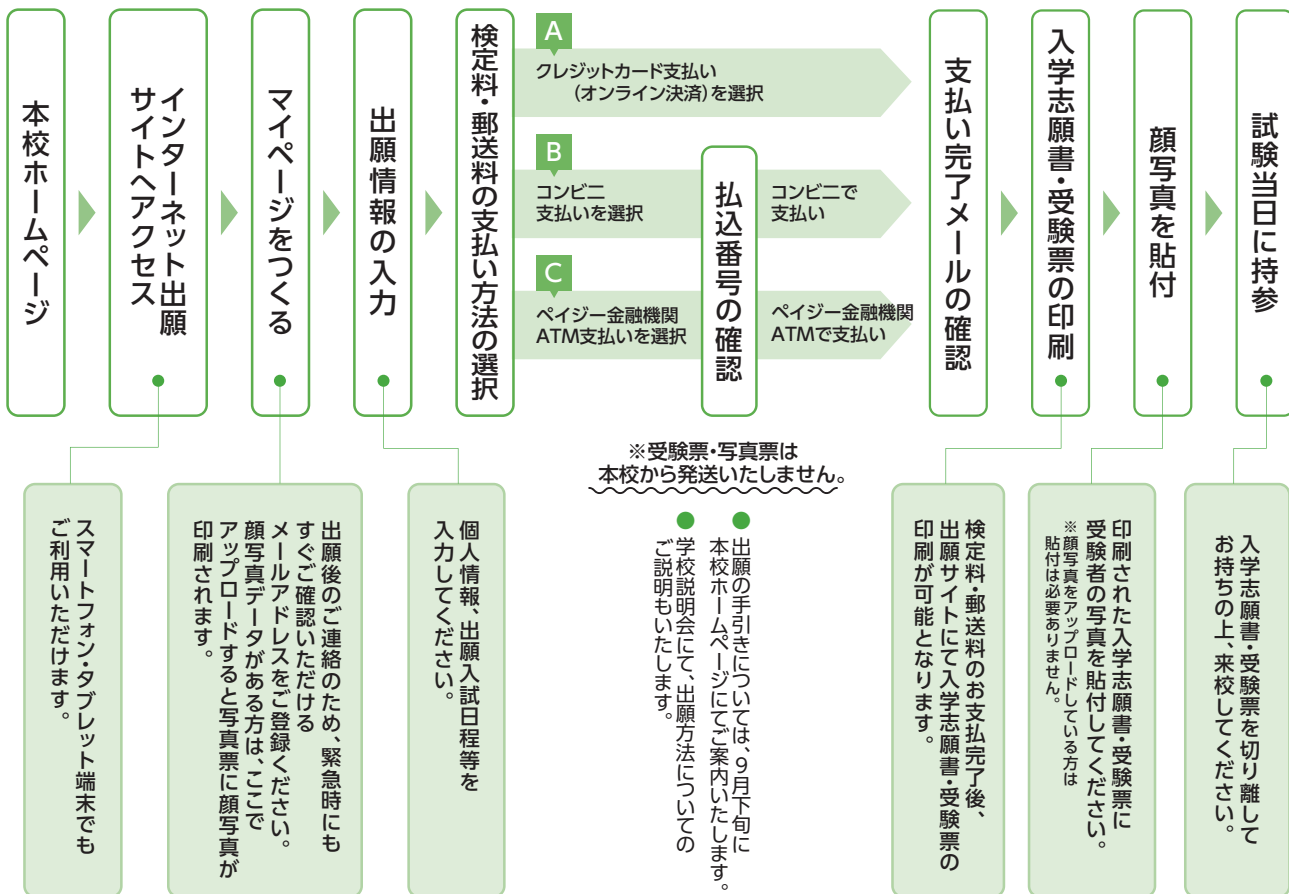 本校ホームページ
インターネット出願
サイトへアクセス
マイページをつくる
出願情報の入力
検定料・郵送料の支払い方法の選択
A
クレジットカード支払い
(オンライン決済)を選択
B
コンビニ
支払いを選択
C
ペイジー金融機関
ATM支払いを選択
払込番号の確認
コンビニで
支払い
ペイジー金融機関
ATMで支払い
支払い完了メールの確認
入学志願書・受験票の印刷
顔写真を貼付
試験当日に持参
スマートフォン・タブレット端末でも
ご利用いただけます。
出願後のご連絡のため、緊急時にも
すぐご確認いただける
メールアドレスをご登録ください。
顔写真データがある方は、ここで
アップロードすると写真票に顔写真が
印刷されます。
個人情報、出願入試日程等を
入力してください。
※受験票・写真票は
本校から発送いたしません。
●出願の手引きについては、9月下旬に
本校ホームページにてご案内いたします。
●学校説明会にて、出願方法についての
ご説明もいたします。
検定料・郵送料のお支払完了後、
出願サイトにて入学志願書・受験票の
印刷が可能となります。
印刷された入学志願書・受験票に
受験者の写真を貼付してください。
※顔写真をアップロードしている方は
貼付は必要ありません。
入学志願書・受験票を切り離して
お持ちの上、来校してください。